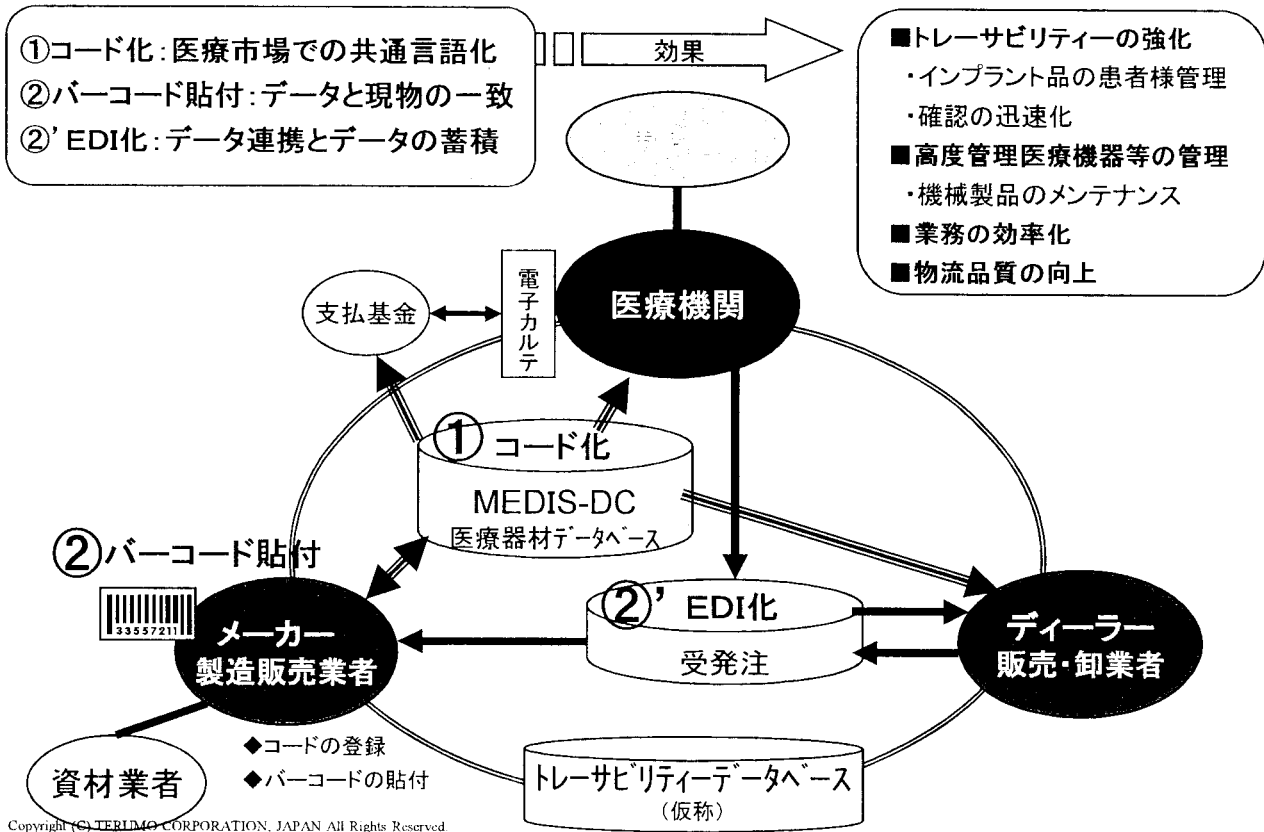 ①コード化：医療市場での共通言語化
②バーコード貼付：データと現物の一致
②’EDI化：データ連携とデータの蓄積
効果
■トレーサビリティーの強化
・インプラント品の患者様管理
・確認の迅速化
■高度管理医療機器等の管理
・機械製品のメンテナンス
■業務の効率化
■物流品質の向上
医療機関
電子カルテ
支払基金
①コード化
MEDIS-DC
医療器材データベース
②バーコード貼付
33557211
メーカー
製造販売業者
②’EDI化
受発注
ディーラー
販売・卸業者
◆コードの登録
◆バーコードの貼付
資材業者
トレーサビリティーデータベース
（仮称）
Copyright (C) TERUMO CORPORATION, JAPAN All Rights Reserved.